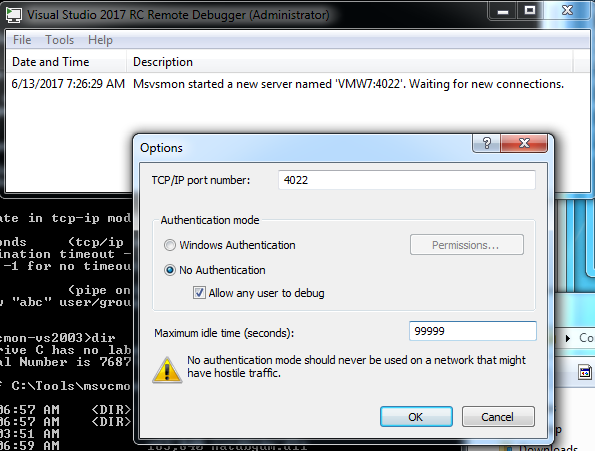 Visual Studio 2017 RC Remote Debugger (Administrator)
File Tools Help
Date and Time Description
6/13/2017 7:26:29 AM Msvsmon started a new server named 'VMW7:4022'. Waiting for new connections.
Options
TCP/IP port number: 4022
Authentication mode
Windows Authentication Permissions...
No Authentication
Allow any user to debug
Maximum idle time (seconds): 99999
No authentication mode should never be used on a network that might
have hostile traffic.
OK Cancel
ate in tcp-ip mod
onds (tcp/ip
ination timeout -
-1 for no timeou
(pipe on
w "abc" user/grou
cmon-vs2003>dir
rive C has no lab
al Number is 7687
f C:\Tools\msvcmo
06:57 AM <DIR>
06:57 AM <DIR>
03:51 AM
06:59 AM
Co
Downloads